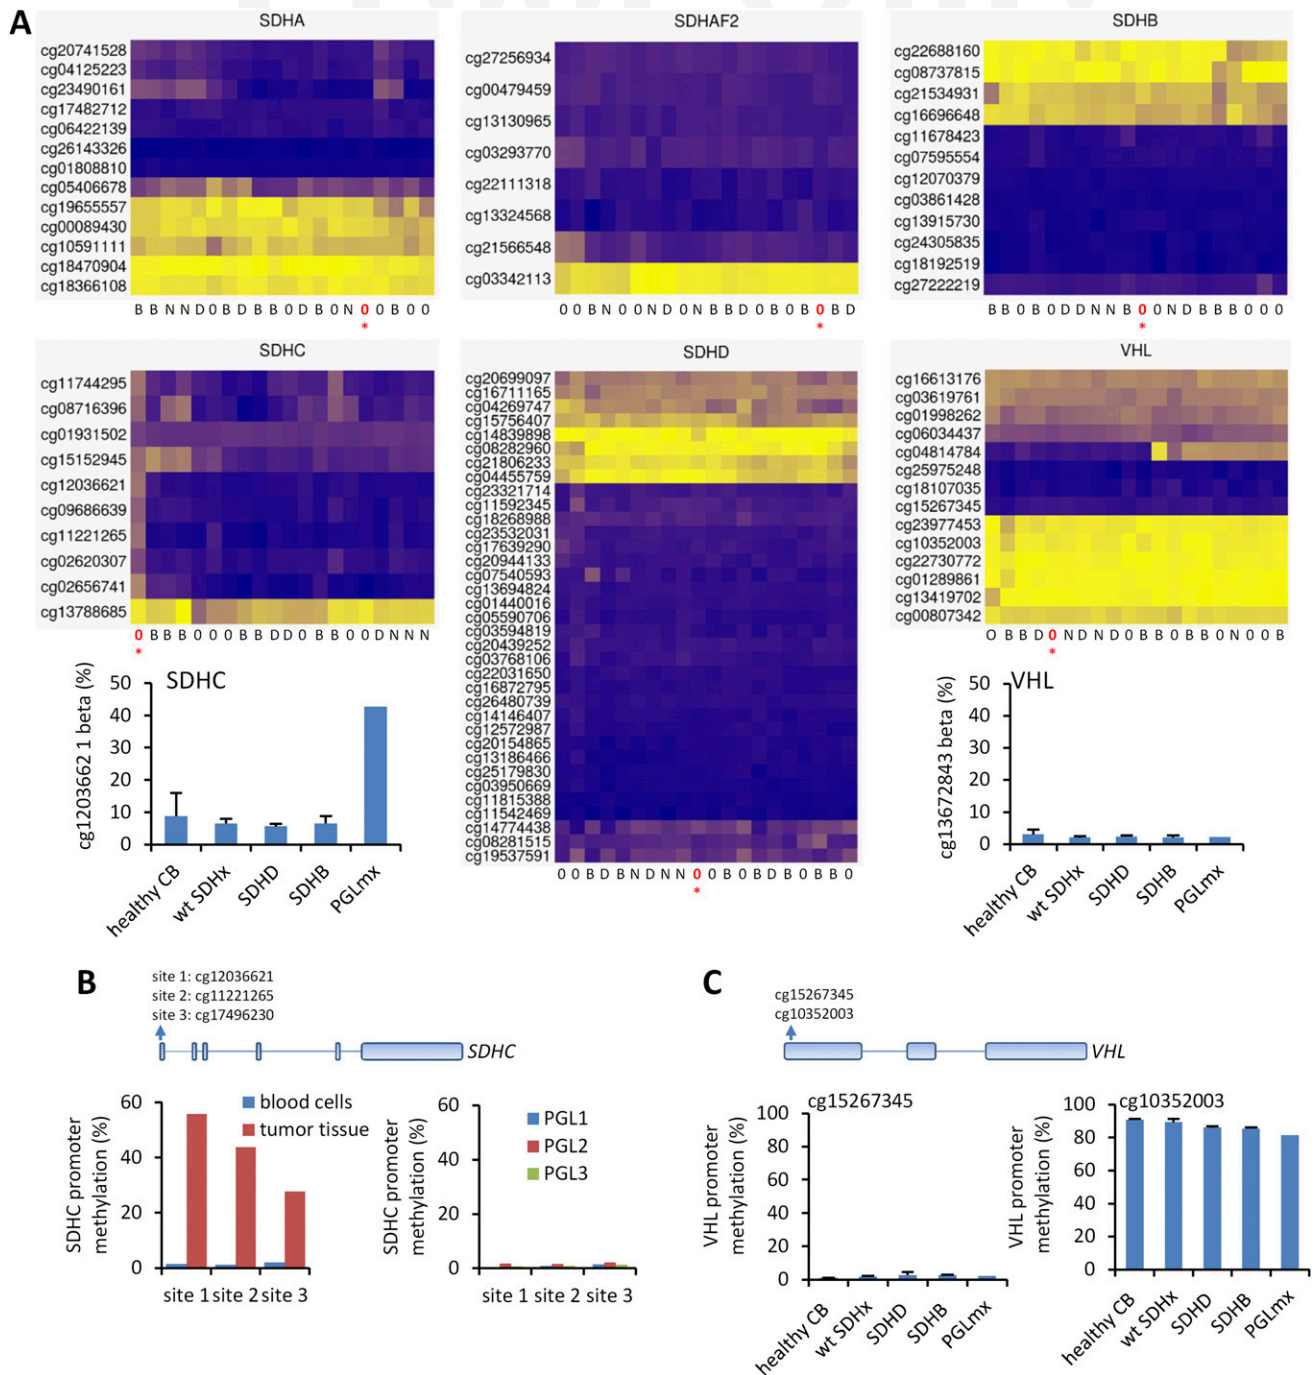 A
SDHA
cg20741528
cg04125223
cg23490161
cg17482712
cg06422139
cg26143326
cg01808810
cg05406678
cg19655557
cg00089430
cg10591111
cg18470904
cg18366108
B B N N D 0 B D B B 0 D B 0 N 0 0 B 0 0
*
SDHAF2
cg27256934
cg00479459
cg13130965
cg03293770
cg22111318
cg13324568
cg21566548
cg03342113
0 0 B N 0 0 N D N D 0 N B B D 0 B 0 B D
*
SDHB
cg22688160
cg08737815
cg21534931
cg16696648
cg11678423
cg07595554
cg12070379
cg03861428
cg13915730
cg24305835
cg18192519
cg27222219
B B 0 B 0 D D N N B 0 0 N D B B B 0 0 0
*
SDHC
cg11744295
cg08716396
cg01931502
cg15152945
cg12036621
cg09686639
cg11221265
cg02620307
cg02656741
cg13788685
0 B B B 0 0 0 B B D D 0 B B 0 0 D N N N
*
SDHD
cg20699097
cg16711165
cg04269747
cg15756407
cg14839898
cg08282960
cg21806233
cg04455759
cg23321714
cg11592345
cg18268988
cg23532031
cg17639290
cg20944133
cg07540593
cg13694824
cg01440016
cg05590706
cg03594819
cg20439252
cg03768106
cg22031650
cg16872795
cg26480739
cg14146407
cg12572987
cg20154865
cg13186466
cg25179830
cg03950669
cg11815388
cg11542469
cg14774438
cg08281515
cg19537591
0 0 B D B N D N N 0 0 B 0 B D B 0 B B 0
*
VHL
cg16613176
cg03619761
cg01998262
cg06034437
cg04814784
cg25975248
cg18107035
cg15267345
cg23977453
cg10352003
cg22730772
cg01289861
cg13419702
cg00807342
O B B D 0 N D N D 0 B B 0 B B 0 N 0 0 B
*
SDHC
cg1203662 1 beta (%)
50
40
30
20
10
0
healthy CB
wt SDHx
SDHD
SDHB
PGLmx
VHL
cg13672843 beta (%)
50
40
30
20
10
0
healthy CB
wt SDHx
SDHD
SDHB
PGLmx
B
site 1: cg12036621
site 2: cg11221265
site 3: cg17496230
SDHC
SDHC promoter
methylation (%)
60
40
20
0
blood cells
tumor tissue
site 1 site 2 site 3
SDHC promoter
methylation (%)
60
40
20
0
PGL1
PGL2
PGL3
site 1 site 2 site 3
C
cg15267345
cg10352003
VHL
cg15267345
VHL promoter
methylation (%)
100
80
60
40
20
0
healthy CB
wt SDHx
SDHD
SDHB
PGLmx
cg10352003
VHL promoter
methylation (%)
100
80
60
40
20
0
healthy CB
wt SDHx
SDHD
SDHB
PGLmx